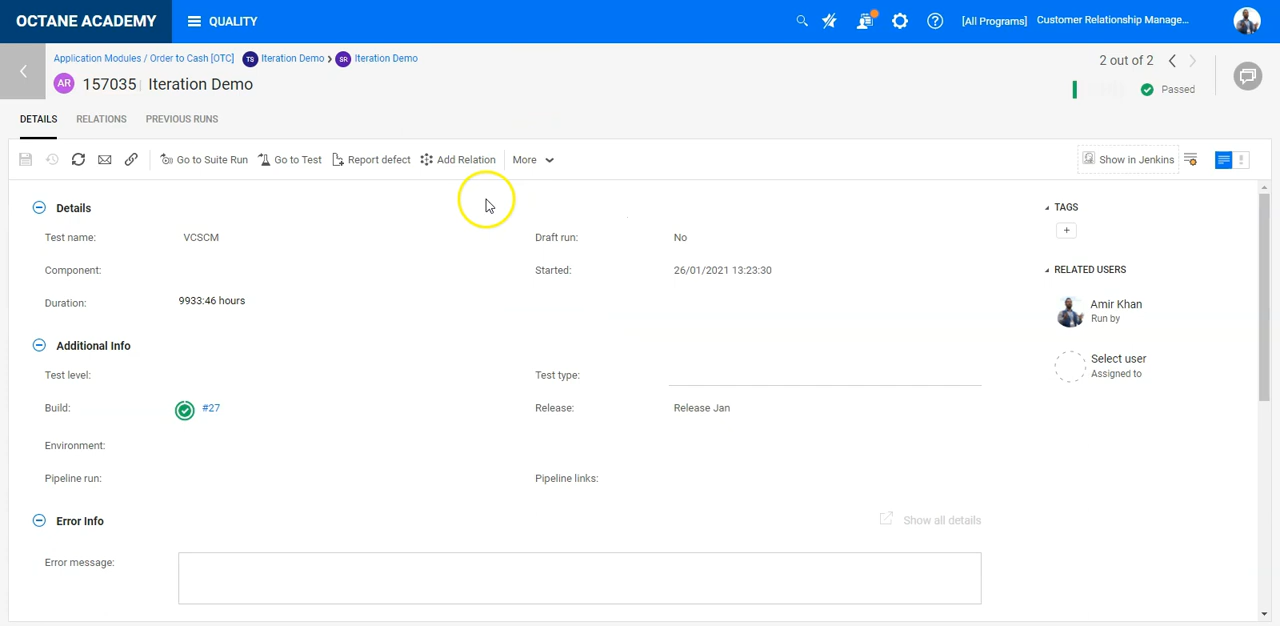 OCTANE ACADEMY
QUALITY
[All Programs] Customer Relationship Manage...
Application Modules / Order to Cash [OTC] TS Iteration Demo SR Iteration Demo
2 out of 2
AR 157035 Iteration Demo
Passed
DETAILS RELATIONS PREVIOUS RUNS
Go to Suite Run Go to Test Report defect Add Relation More Show in Jenkins
Details
TAGS
+
Test name: VCSCM Draft run: No
Component: Started: 26/01/2021 13:23:30
RELATED USERS
Duration: 9933:46 hours
Amir Khan
Run by
Additional Info
Select user
Assigned to
Test level: Test type:
Build: #27 Release: Release Jan
Environment:
Pipeline run: Pipeline links:
Error Info
Show all details
Error message: